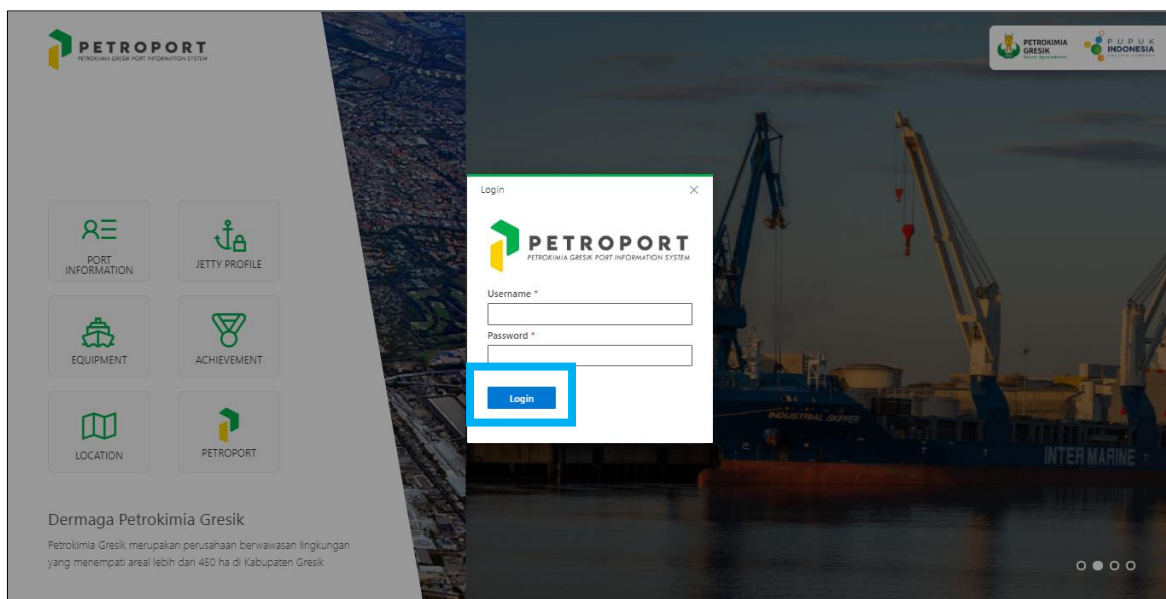 PETROPORT
PETROKIMIA GRESIK PORT INFORMATION SYSTEM
PETROKIMIA
GRESIK
Solusi Agroindustri
PUPUK
INDONESIA
Login
PETROPORT
PETROKIMIA GRESIK PORT INFORMATION SYSTEM
Username *
Password *
Login
PORT
INFORMATION
JETTY PROFILE
EQUIPMENT
ACHIEVEMENT
LOCATION
PETROPORT
INDUSTRIAL SKIPPER
INTER MARINE
Dermaga Petrokimia Gresik
Petrokimia Gresik merupakan perusahaan berwawasan lingkungan
yang menempati areal lebih dari 450 ha di Kabupaten Gresik